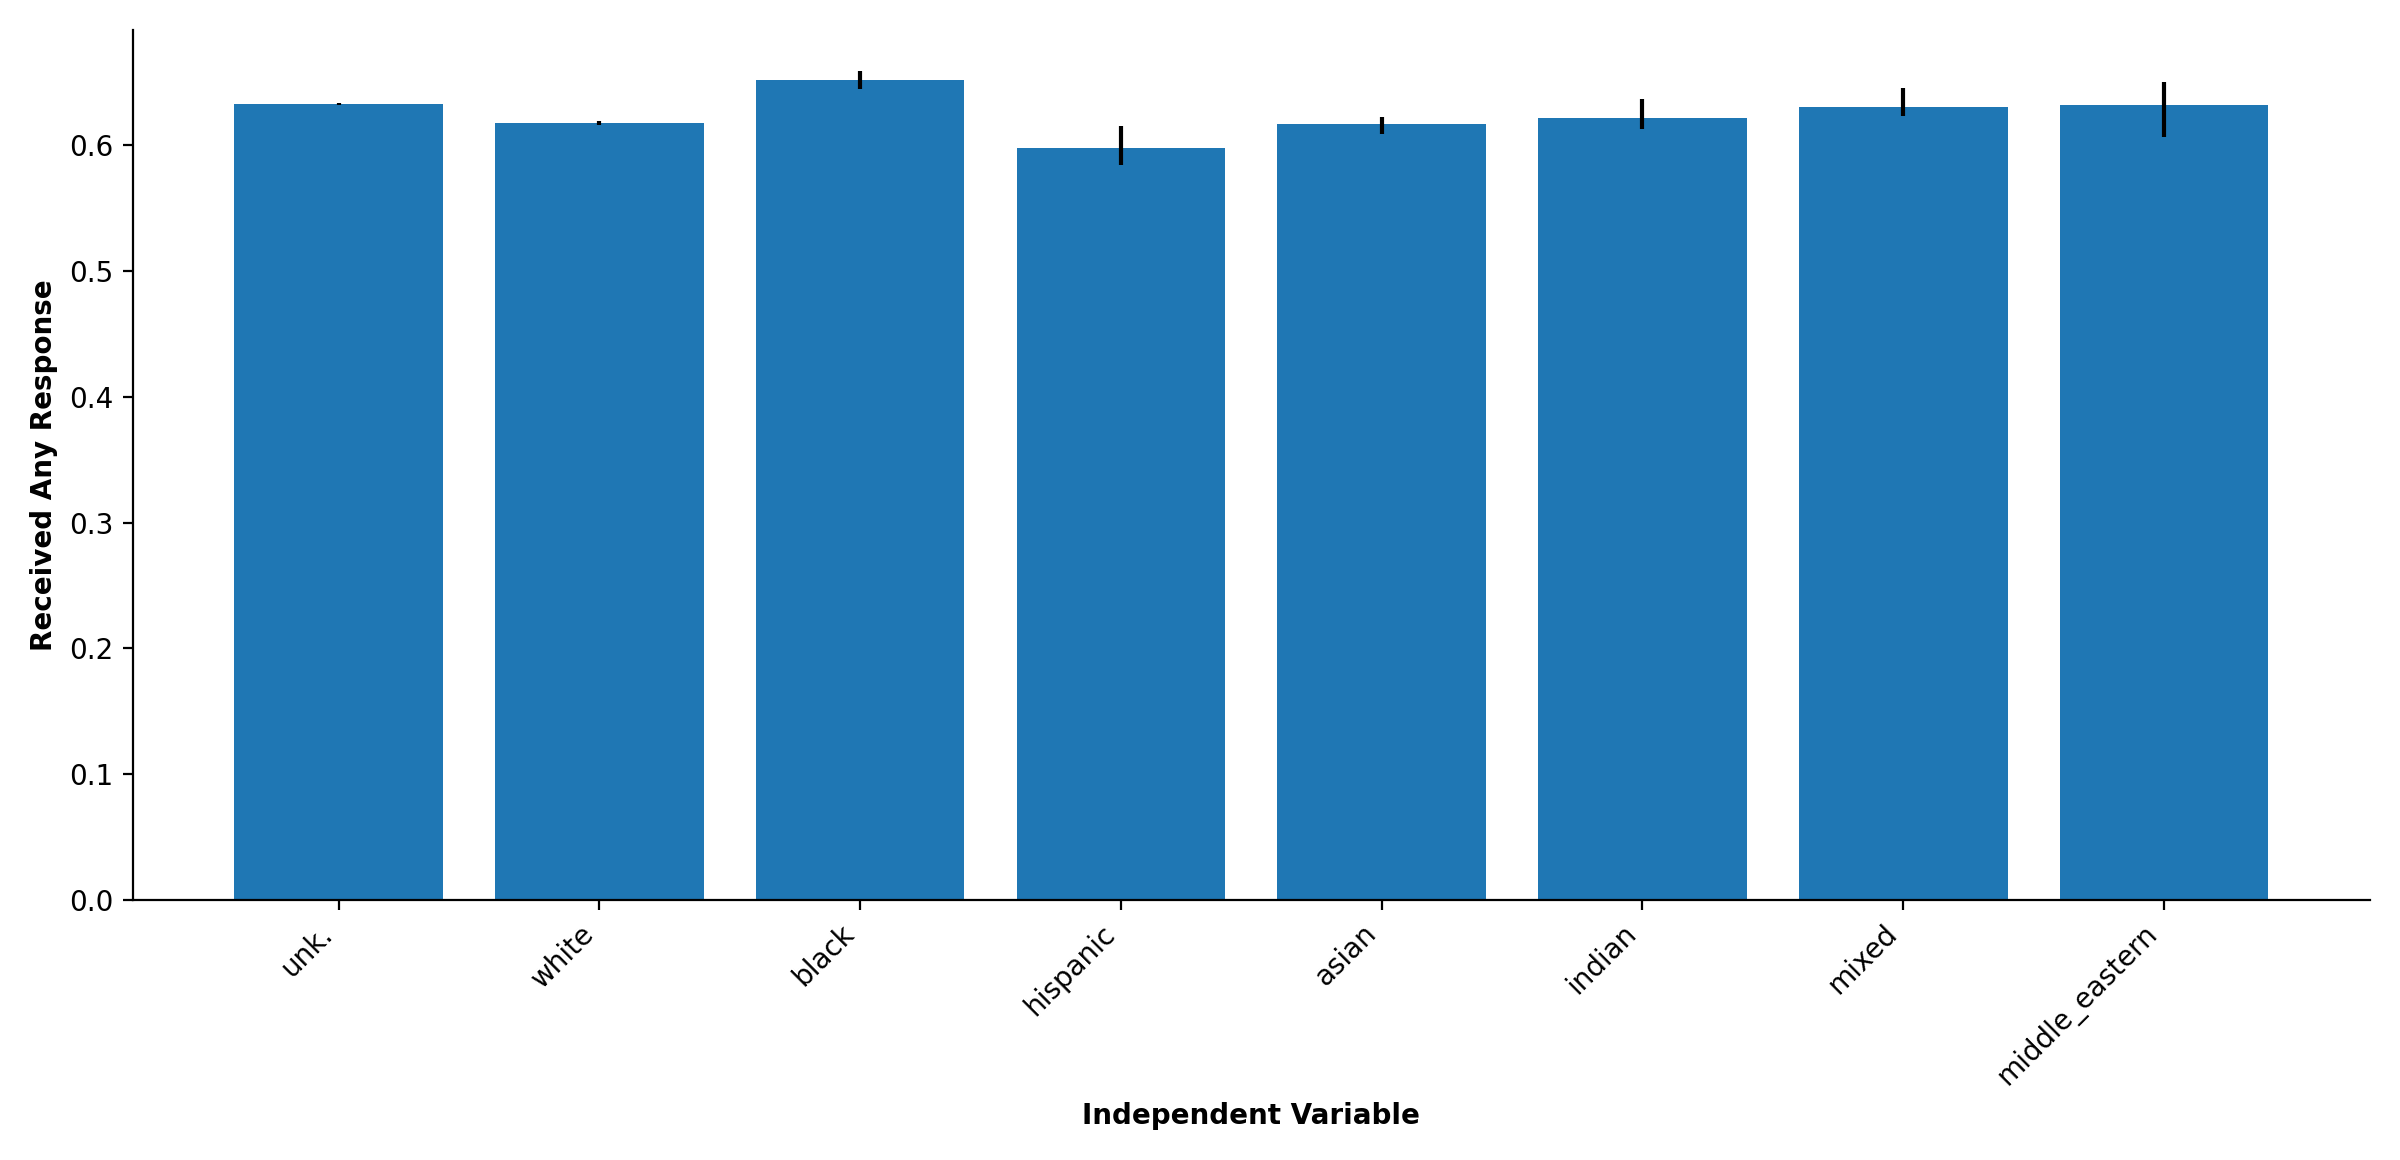 Received Any Response
0.6
0.5
0.4
0.3
0.2
0.1
0.0
unk.
white
black
hispanic
asian
indian
mixed
middle_eastern
Independent Variable